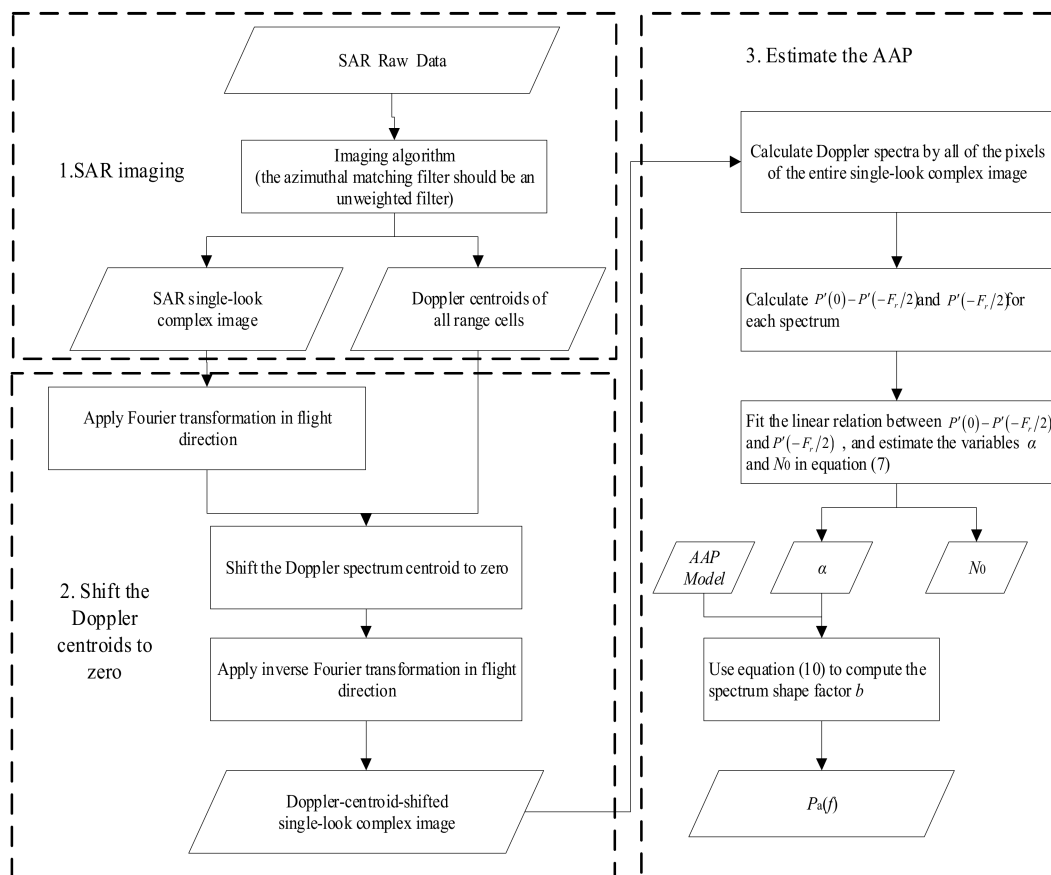 1.SAR imaging
SAR Raw Data
Imaging algorithm
(the azimuthal matching filter should be an
unweighted filter)
SAR single-look
complex image
Doppler centroids of
all range cells
2. Shift the
Doppler
centroids to
zero
Apply Fourier transformation in flight
direction
Shift the Doppler spectrum centroid to zero
Apply inverse Fourier transformation in flight
direction
Doppler-centroid-shifted
single-look complex image
3. Estimate the AAP
Calculate Doppler spectra by all of the pixels
of the entire single-look complex image
Calculate P′(0)−P′(−F_r/2)and P′(−F_r/2)for
each spectrum
Fit the linear relation between P′(0)−P′(−F_r/2)
and P′(−F_r/2) , and estimate the variables α
and N0 in equation (7)
AAP
Model
α
N0
Use equation (10) to compute the
spectrum shape factor b
Pa(f)